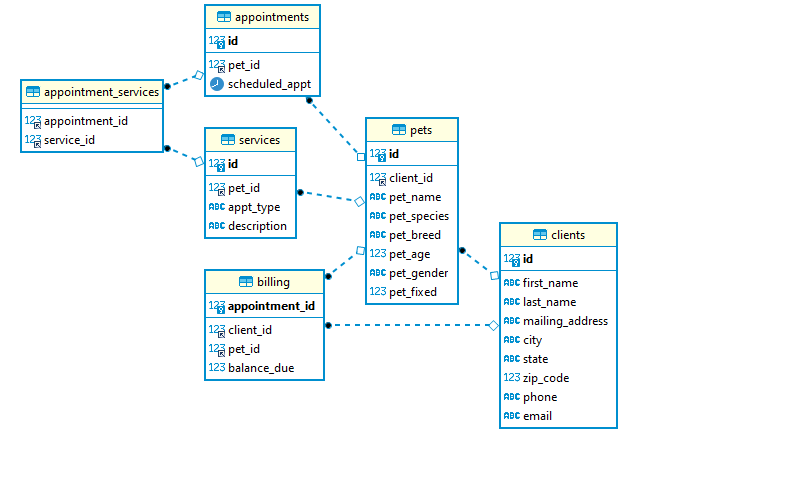 appointments
123 id
123 pet_id
scheduled_appt
appointment_services
123 appointment_id
123 service_id
services
123 id
123 pet_id
ABC appt_type
ABC description
pets
123 id
123 client_id
ABC pet_name
ABC pet_species
ABC pet_breed
123 pet_age
ABC pet_gender
123 pet_fixed
billing
123 appointment_id
123 client_id
123 pet_id
123 balance_due
clients
123 id
ABC first_name
ABC last_name
ABC mailing_address
ABC city
ABC state
123 zip_code
ABC phone
ABC email